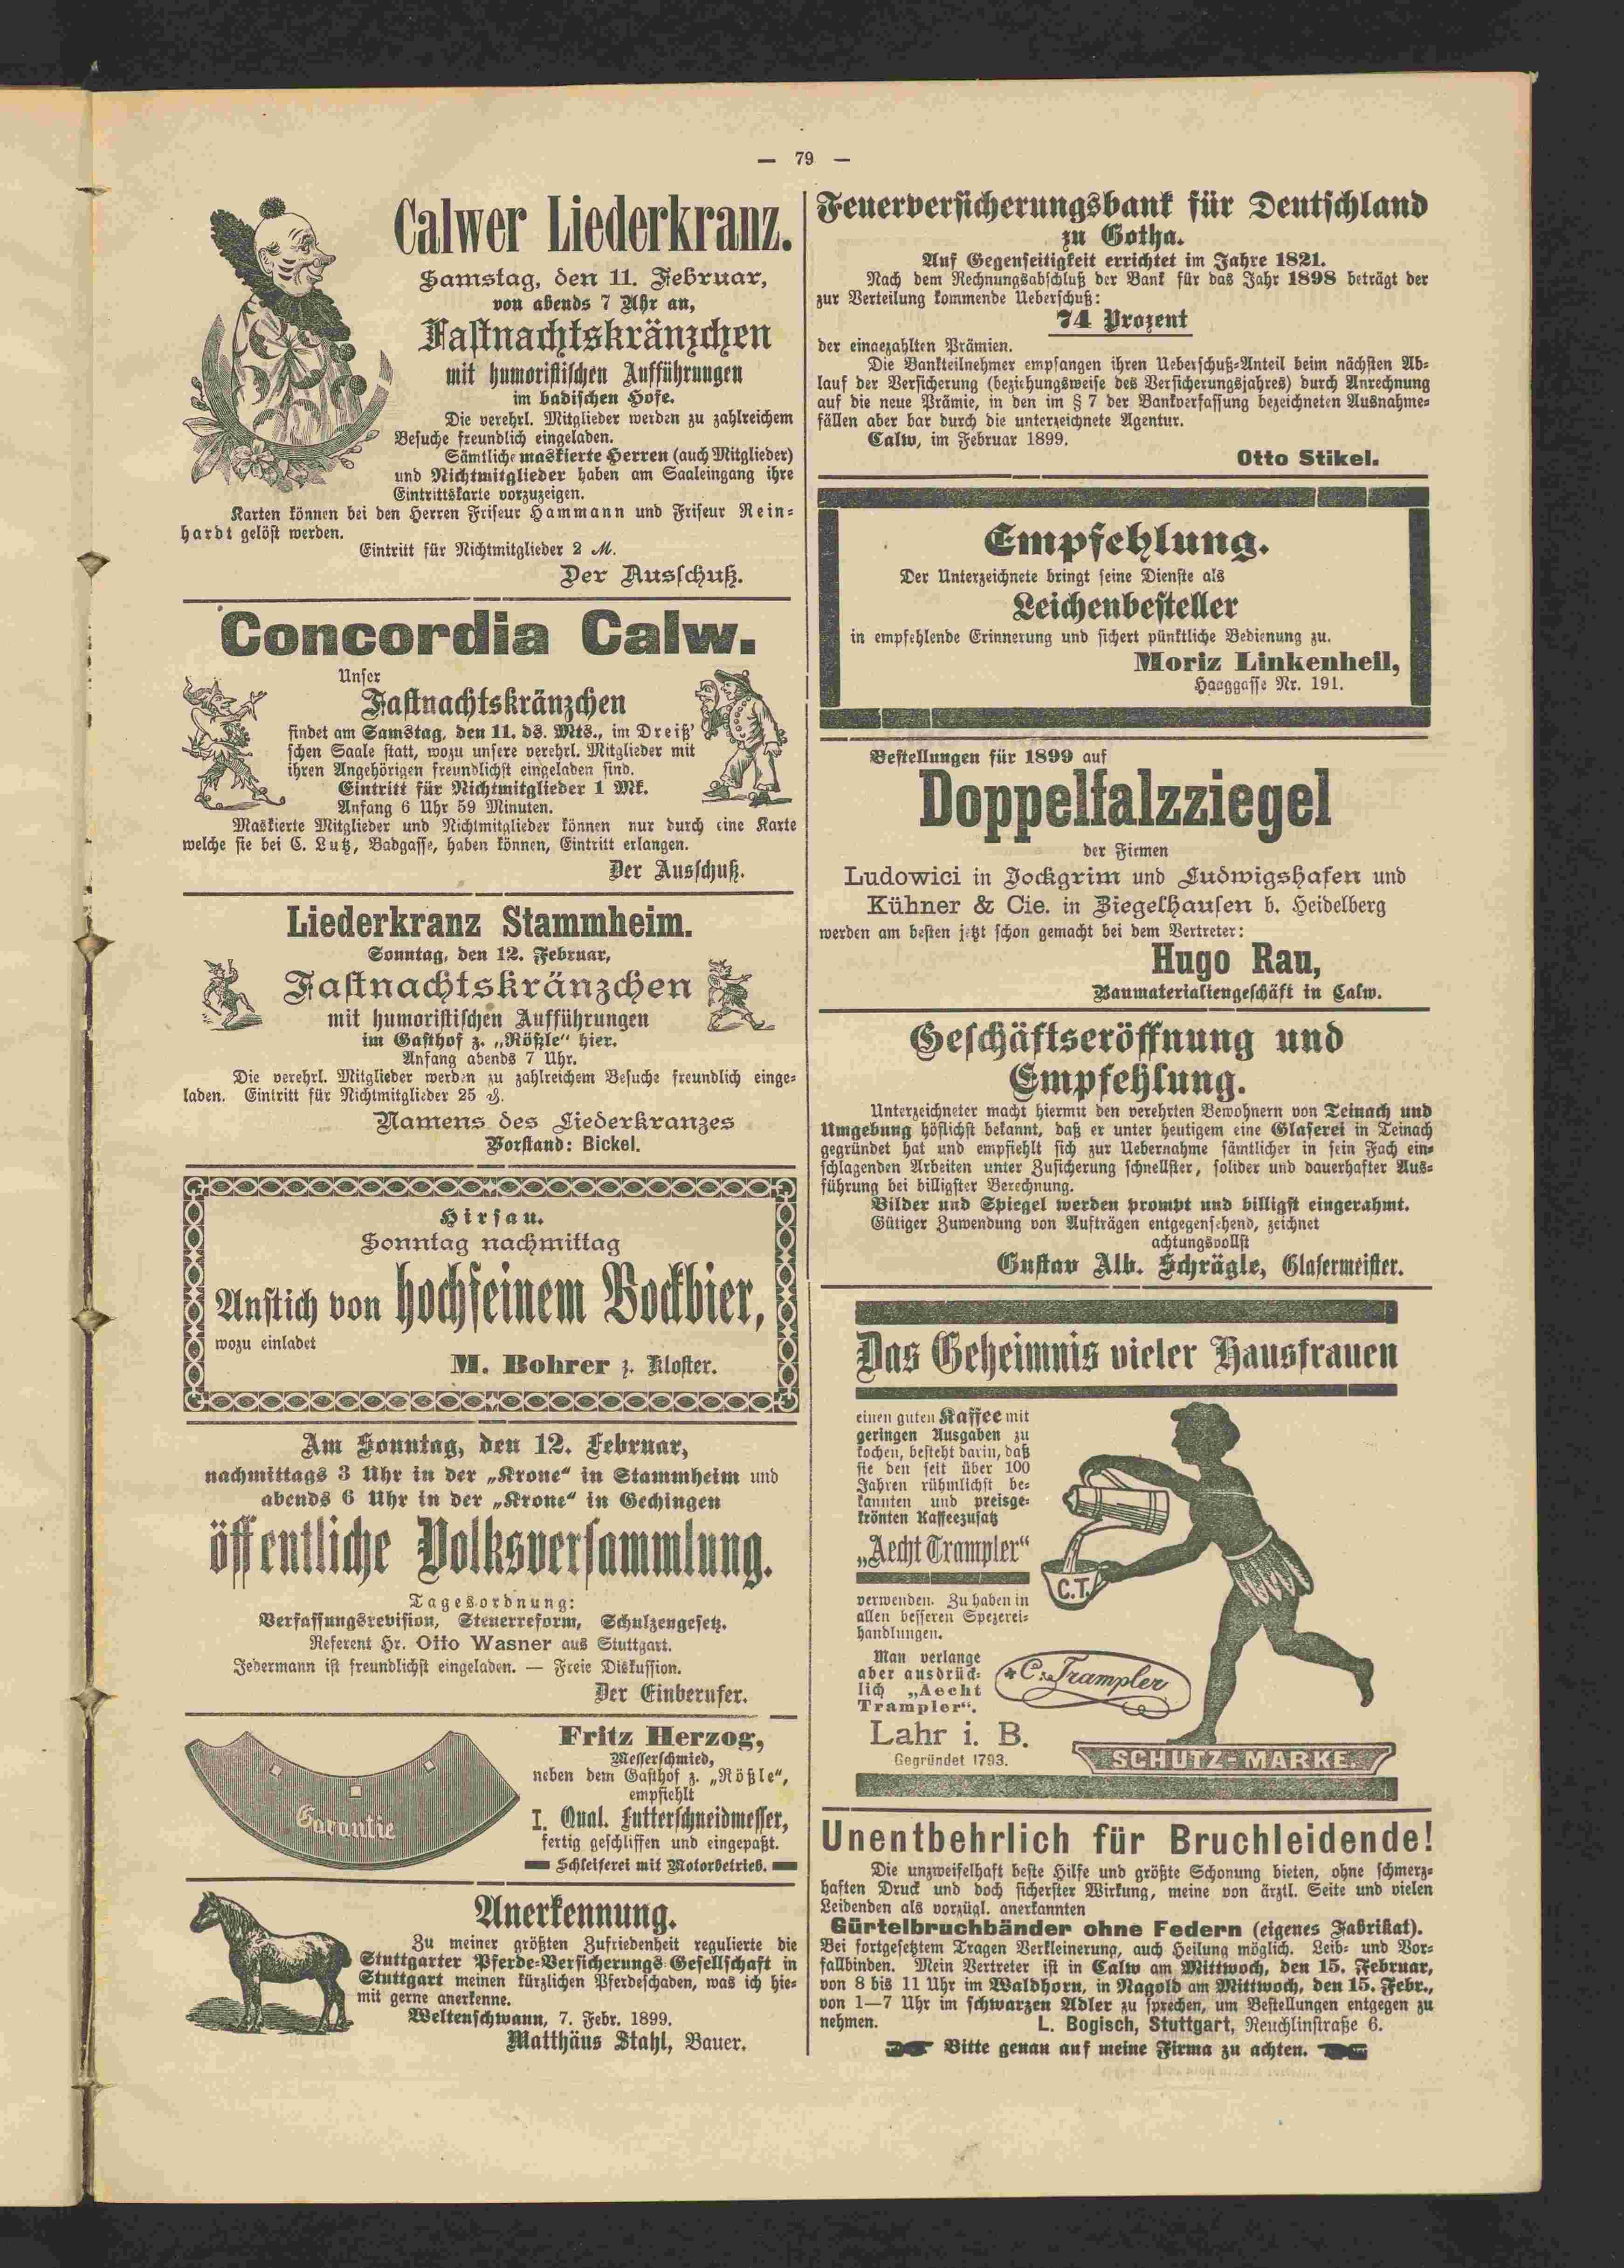 — 79 —
Calwer Liederkranz.
Samstag, den 11. Februar,
von abends 7 Uhr an,
Fastnachtskränzchen
mit humoristischen Aufführungen
im badischen Hofe.
Die verehrl. Mitglieder werden zu zahlreichem
Besuche freundlich eingeladen.
Sämtliche maskierte Herren (auch Mitglieder)
und Nichtmitglieder haben am Saaleingang ihre
Eintrittskarte vorzuzeigen.
Karten können bei den Herren Friseur Hammann und Friseur Rein-
hardt gelöst werden.
Eintritt für Nichtmitglieder 2 M.
Der Ausschuß.
Concordia Calw.
Unser
Fastnachtskränzchen
findet am Samstag, den 11. ds. Mts., im Dreiß'
schen Saale statt, wozu unsere verehrl. Mitglieder mit
ihren Angehörigen freundlichst eingeladen sind.
Eintritt für Nichtmitglieder 1 Mk.
Anfang 6 Uhr 59 Minuten.
Maskierte Mitglieder und Nichtmitglieder können nur durch eine Karte
welche sie bei C. Lutz, Badgasse, haben können, Eintritt erlangen.
Der Ausschuß.
Liederkranz Stammheim.
Sonntag, den 12. Februar,
Fastnachtskränzchen
mit humoristischen Aufführungen
im Gasthof z. „Rößle“ hier.
Anfang abends 7 Uhr.
Die verehrl. Mitglieder werden zu zahlreichem Besuche freundlich einge-
laden. Eintritt für Nichtmitglieder 25 ₰.
Namens des Liederkranzes
Vorstand: Bickel.
Hirsau.
Sonntag nachmittag
Anstich von hochfeinem Bockbier,
wozu einladet
M. Bohrer z. Kloster.
Am Sonntag, den 12. Februar,
nachmittags 3 Uhr in der „Krone“ in Stammheim und
abends 6 Uhr in der „Krone“ in Gechingen
öffentliche Volksversammlung.
Tagesordnung:
Verfassungsrevision, Steuerreform, Schulzengesetz.
Referent Hr. Otto Wasner aus Stuttgart.
Jedermann ist freundlichst eingeladen. — Freie Diskussion.
Der Einberufer.
Garantie
Fritz Herzog,
Messerschmied,
neben dem Gasthof z. „Rößle“,
empfiehlt
I. Qual. Futterschneidmesser,
fertig geschliffen und eingepaßt.
Schleiferei mit Motorbetrieb.
Anerkennung.
Zu meiner größten Zufriedenheit regulierte die
Stuttgarter Pferde-Versicherungs-Gesellschaft in
Stuttgart meinen kürzlichen Pferdeschaden, was ich hie-
mit gerne anerkenne.
Weltenschwann, 7. Febr. 1899.
Matthäus Stahl, Bauer.
Feuerversicherungsbank für Deutschland
zu Gotha.
Auf Gegenseitigkeit errichtet im Jahre 1821.
Nach dem Rechnungsabschluß der Bank für das Jahr 1898 beträgt der
zur Verteilung kommende Ueberschuß:
74 Prozent
der eingezahlten Prämien.
Die Bankteilnehmer empfangen ihren Ueberschuß-Anteil beim nächsten Ab-
lauf der Versicherung (beziehungsweise des Versicherungsjahres) durch Anrechnung
auf die neue Prämie, in den im § 7 der Bankverfassung bezeichneten Ausnahme-
fällen aber bar durch die unterzeichnete Agentur.
Calw, im Februar 1899.
Otto Stikel.
Empfehlung.
Der Unterzeichnete bringt seine Dienste als
Leichenbesteller
in empfehlende Erinnerung und sichert pünktliche Bedienung zu.
Moriz Linkenheil,
Haaggasse Nr. 191.
Bestellungen für 1899 auf
Doppelfalzziegel
der Firmen
Ludowici in Jockgrim und Ludwigshafen und
Kühner & Cie. in Ziegelhausen b. Heidelberg
werden am besten jetzt schon gemacht bei dem Vertreter:
Hugo Rau,
Baumaterialiengeschäft in Calw.
Geschäftseröffnung und
Empfehlung.
Unterzeichneter macht hiermit den verehrten Bewohnern von Teinach und
Umgebung höflichst bekannt, daß er unter heutigem eine Glaserei in Teinach
gegründet hat und empfiehlt sich zur Uebernahme sämtlicher in sein Fach ein-
schlagenden Arbeiten unter Zusicherung schnellster, solider und dauerhafter Aus-
führung bei billigster Berechnung.
Bilder und Spiegel werden prompt und billigst eingerahmt.
Gütiger Zuwendung von Aufträgen entgegensehend, zeichnet
achtungsvollst
Gustav Alb. Schrägle, Glasermeister.
Das Geheimnis vieler Hausfrauen
einen guten Kaffee mit
geringen Ausgaben zu
kochen, besteht darin, daß
sie den seit über 100
Jahren rühmlichst be-
kannten und preisge-
krönten Kaffeezusatz
„Aecht Trampler“
verwenden. Zu haben in
allen besseren Spezerei-
handlungen.
Man verlange
aber ausdrück-
lich „Aecht
Trampler“.
C. Trampler
C.T.
Lahr i. B.
Gegründet 1793.
SCHUTZ-MARKE.
Unentbehrlich für Bruchleidende!
Die unzweifelhaft beste Hilfe und größte Schonung bieten, ohne schmerz-
haften Druck und doch sicherster Wirkung, meine von ärztl. Seite und vielen
Leidenden als vorzügl. anerkannten
Gürtelbruchbänder ohne Federn (eigenes Fabrikat).
Bei fortgesetztem Tragen Verkleinerung, auch Heilung möglich. Leib- und Vor-
fallbinden. Mein Vertreter ist in Calw am Mittwoch, den 15. Februar,
von 8 bis 11 Uhr im Waldhorn, in Nagold am Mittwoch, den 15. Febr.,
von 1—7 Uhr im schwarzen Adler zu sprechen, um Bestellungen entgegen zu
nehmen.
L. Bogisch, Stuttgart, Reuchlinstraße 6.
Bitte genau auf meine Firma zu achten.